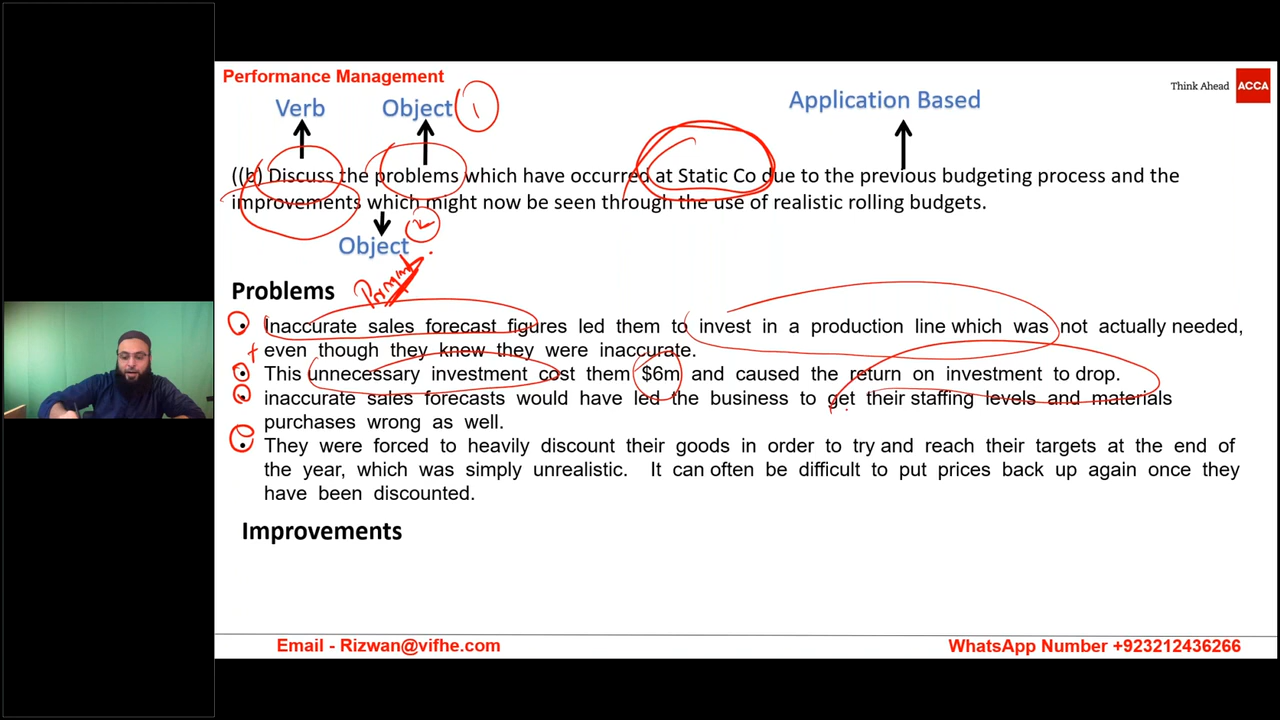 Performance Management
Think Ahead ACCA
Verb Object 1 Application Based
((b) Discuss the problems which have occurred at Static Co due to the previous budgeting process and the
improvements which might now be seen through the use of realistic rolling budgets.
Object 2
Problems
• Inaccurate sales forecast figures led them to invest in a production line which was not actually needed,
even though they knew they were inaccurate.
• This unnecessary investment cost them $6m and caused the return on investment to drop.
• inaccurate sales forecasts would have led the business to get their staffing levels and materials
purchases wrong as well.
• They were forced to heavily discount their goods in order to try and reach their targets at the end of
the year, which was simply unrealistic. It can often be difficult to put prices back up again once they
have been discounted.
Improvements
Email - Rizwan@vifhe.com WhatsApp Number +923212436266